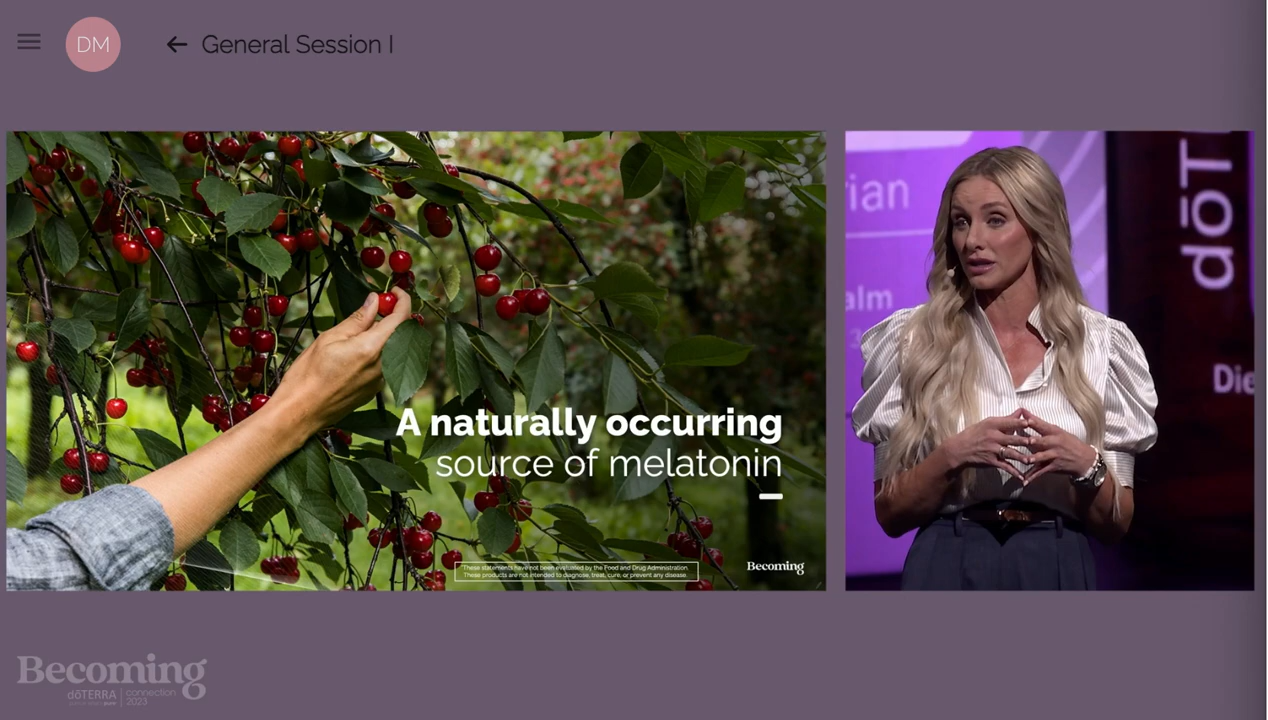 DM
← General Session I
rian
alm
dōT
Die
A naturally occurring
source of melatonin
*These statements have not been evaluated by the Food and Drug Administration.
These products are not intended to diagnose, treat, cure, or prevent any disease.
Becoming
Becoming
dōTERRA | connection
2023